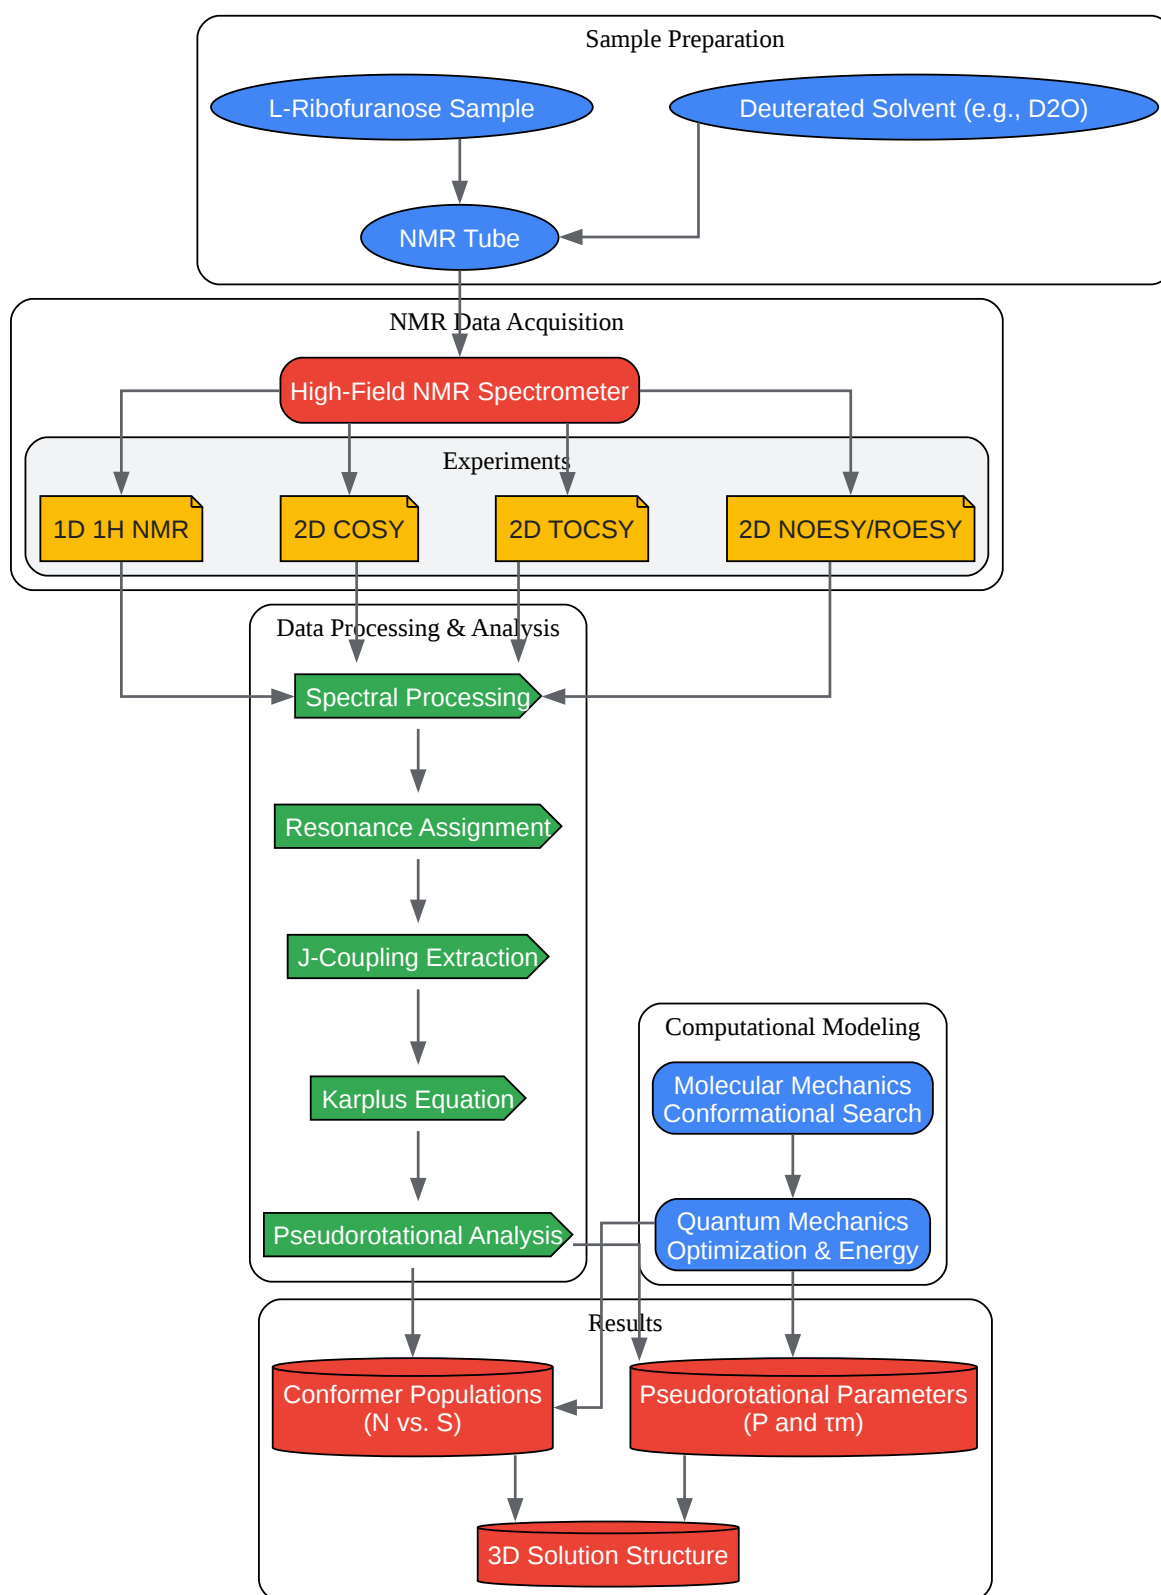 Sample Preparation
L-Ribofuranose Sample
Deuterated Solvent (e.g., D2O)
NMR Tube
NMR Data Acquisition
High-Field NMR Spectrometer
Experiments
1D 1H NMR
2D COSY
2D TOCSY
2D NOESY/ROESY
Data Processing & Analysis
Spectral Processing
Resonance Assignment
J-Coupling Extraction
Karplus Equation
Pseudorotational Analysis
Computational Modeling
Molecular Mechanics
Conformational Search
Quantum Mechanics
Optimization & Energy
Results
Conformer Populations
(N vs. S)
Pseudorotational Parameters
(P and τm)
3D Solution Structure